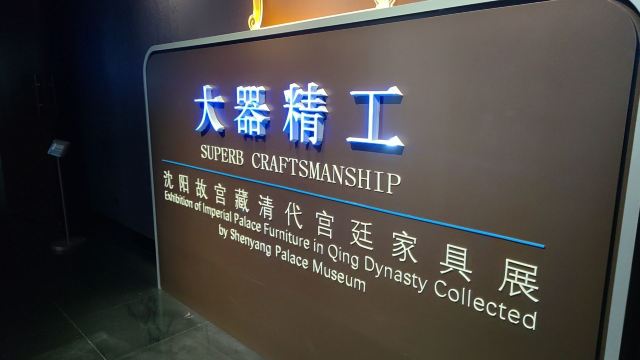 大器精工
SUPERB CRAFTSMANSHIP
沈阳故宫藏清代宫廷家具展
Exhibition of Imperial Palace Furniture in Qing Dynasty Collected
by Shenyang Palace Museum